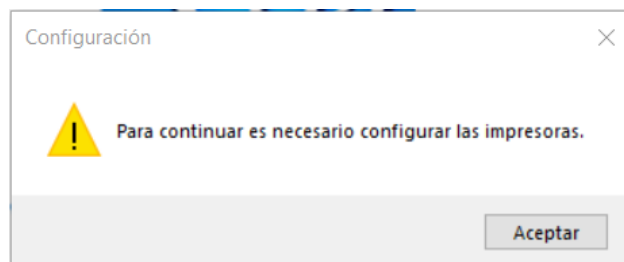 Configuración
Para continuar es necesario configurar las impresoras.
Aceptar